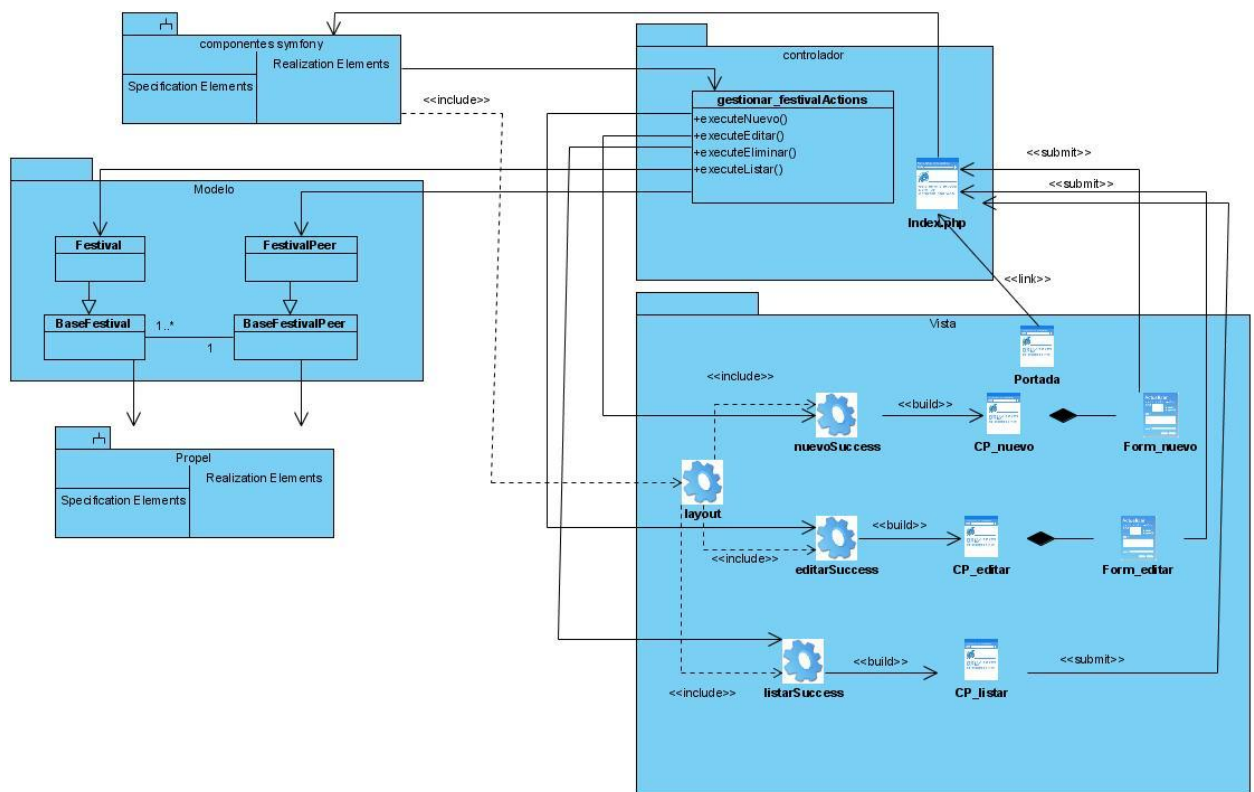 componentes symfony
Specification Elements
Realization Elements
<<include>>
controlador
gestionar_festivalActions
+executeNuevo()
+executeEditar()
+executeEliminar()
+executeListar()
Index.php
<<submit>>
<<submit>>
<<link>>
Modelo
Festival
FestivalPeer
BaseFestival
1..*
1
BaseFestivalPeer
Propel
Specification Elements
Realization Elements
Vista
Portada
<<include>>
nuevoSuccess
<<build>>
CP_nuevo
Form_nuevo
layout
<<include>>
editarSuccess
<<build>>
CP_editar
Form_editar
<<include>>
listarSuccess
<<build>>
CP_listar
<<submit>>